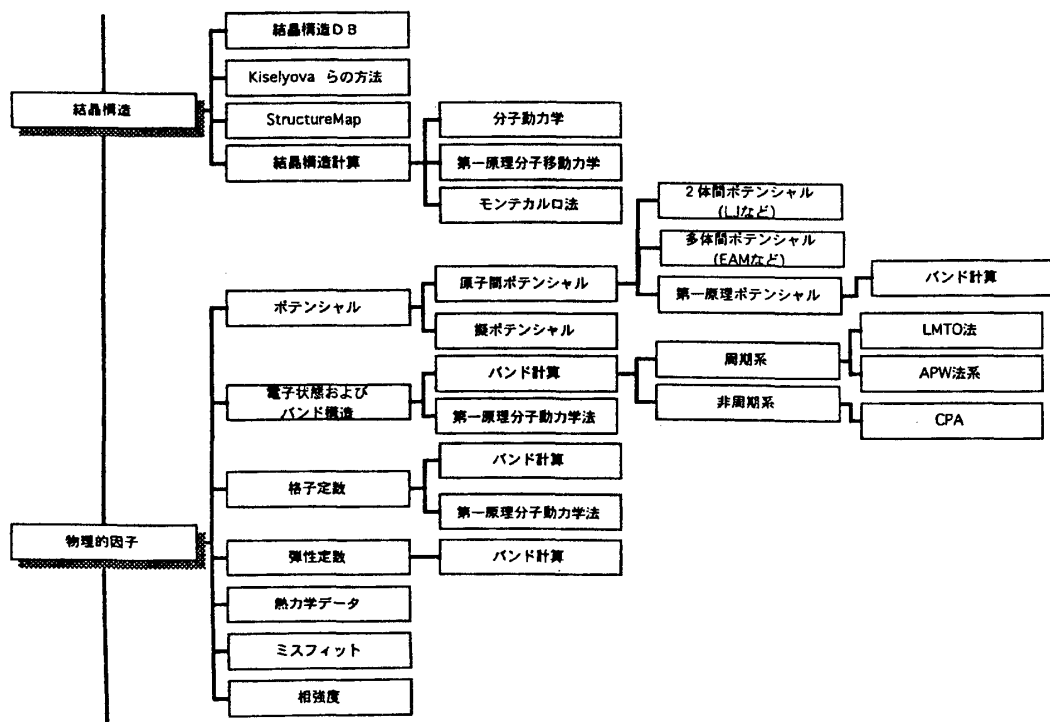 結晶構造
結晶構造DB
Kiselyova らの方法
StructureMap
結晶構造計算
分子動力学
第一原理分子移動力学
モンテカルロ法
物理的因子
ポテンシャル
原子間ポテンシャル
2体間ポテンシャル
(LJなど)
多体間ポテンシャル
(EAMなど)
第一原理ポテンシャル
バンド計算
擬ポテンシャル
電子状態および
バンド構造
バンド計算
周期系
LMTO法
APW法系
非周期系
CPA
第一原理分子動力学法
格子定数
バンド計算
第一原理分子動力学法
弾性定数
バンド計算
熱力学データ
ミスフィット
相強度